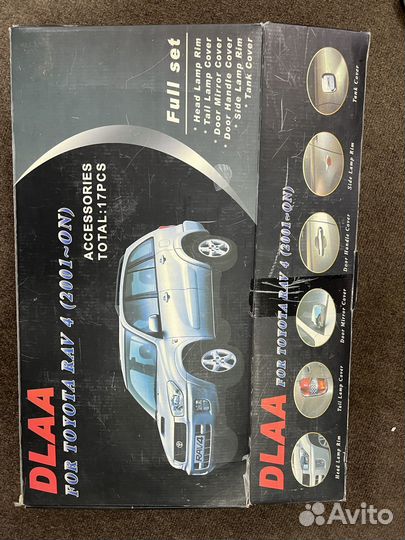 DLAA
FOR TOYOTA RAV 4 (2001~ON)
ACCESSORIES
TOTAL:17PCS
Full set
* Head Lamp Rim
* Tail Lamp Cover
* Door Mirror Cover
* Door Handle Cover
* Side Lamp Rim
Tank Cover
RAV4
DLAA
FOR TOYOTA RAV 4 (2001~ON)
Head Lamp Rim
Tail Lamp Cover
Door Mirror Cover
Door Handle Cover
Side Lamp Rim
Tank Cover
Avito